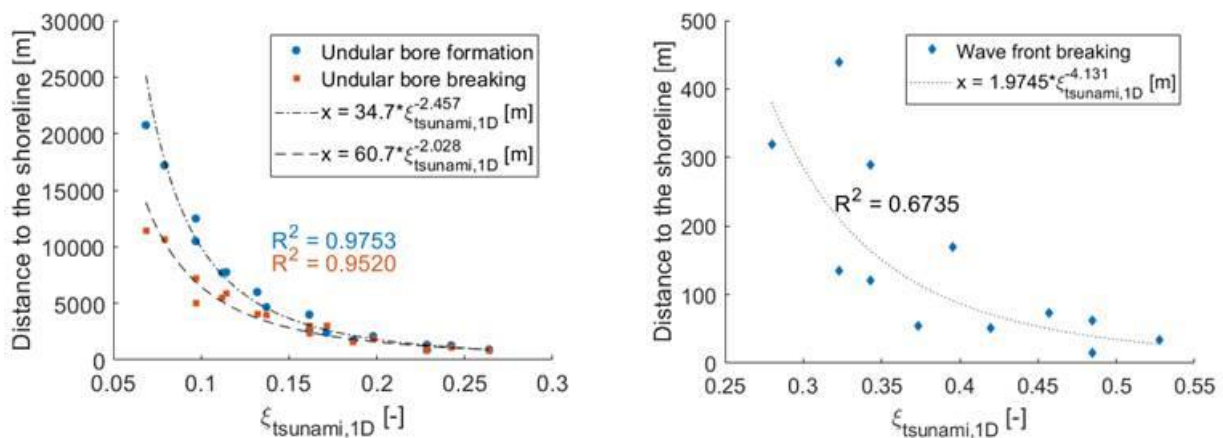 Distance to the shoreline [m]
30000
25000
20000
15000
10000
5000
0
0.05 0.1 0.15 0.2 0.25 0.3
ξtsunami,1D [-]
Undular bore formation
Undular bore breaking
x = 34.7*ξtsunami,1D^-2.457 [m]
x = 60.7*ξtsunami,1D^-2.028 [m]
R² = 0.9753
R² = 0.9520
Distance to the shoreline [m]
500
400
300
200
100
0
0.25 0.3 0.35 0.4 0.45 0.5 0.55
ξtsunami,1D [-]
Wave front breaking
x = 1.9745*ξtsunami,1D^-4.131 [m]
R² = 0.6735